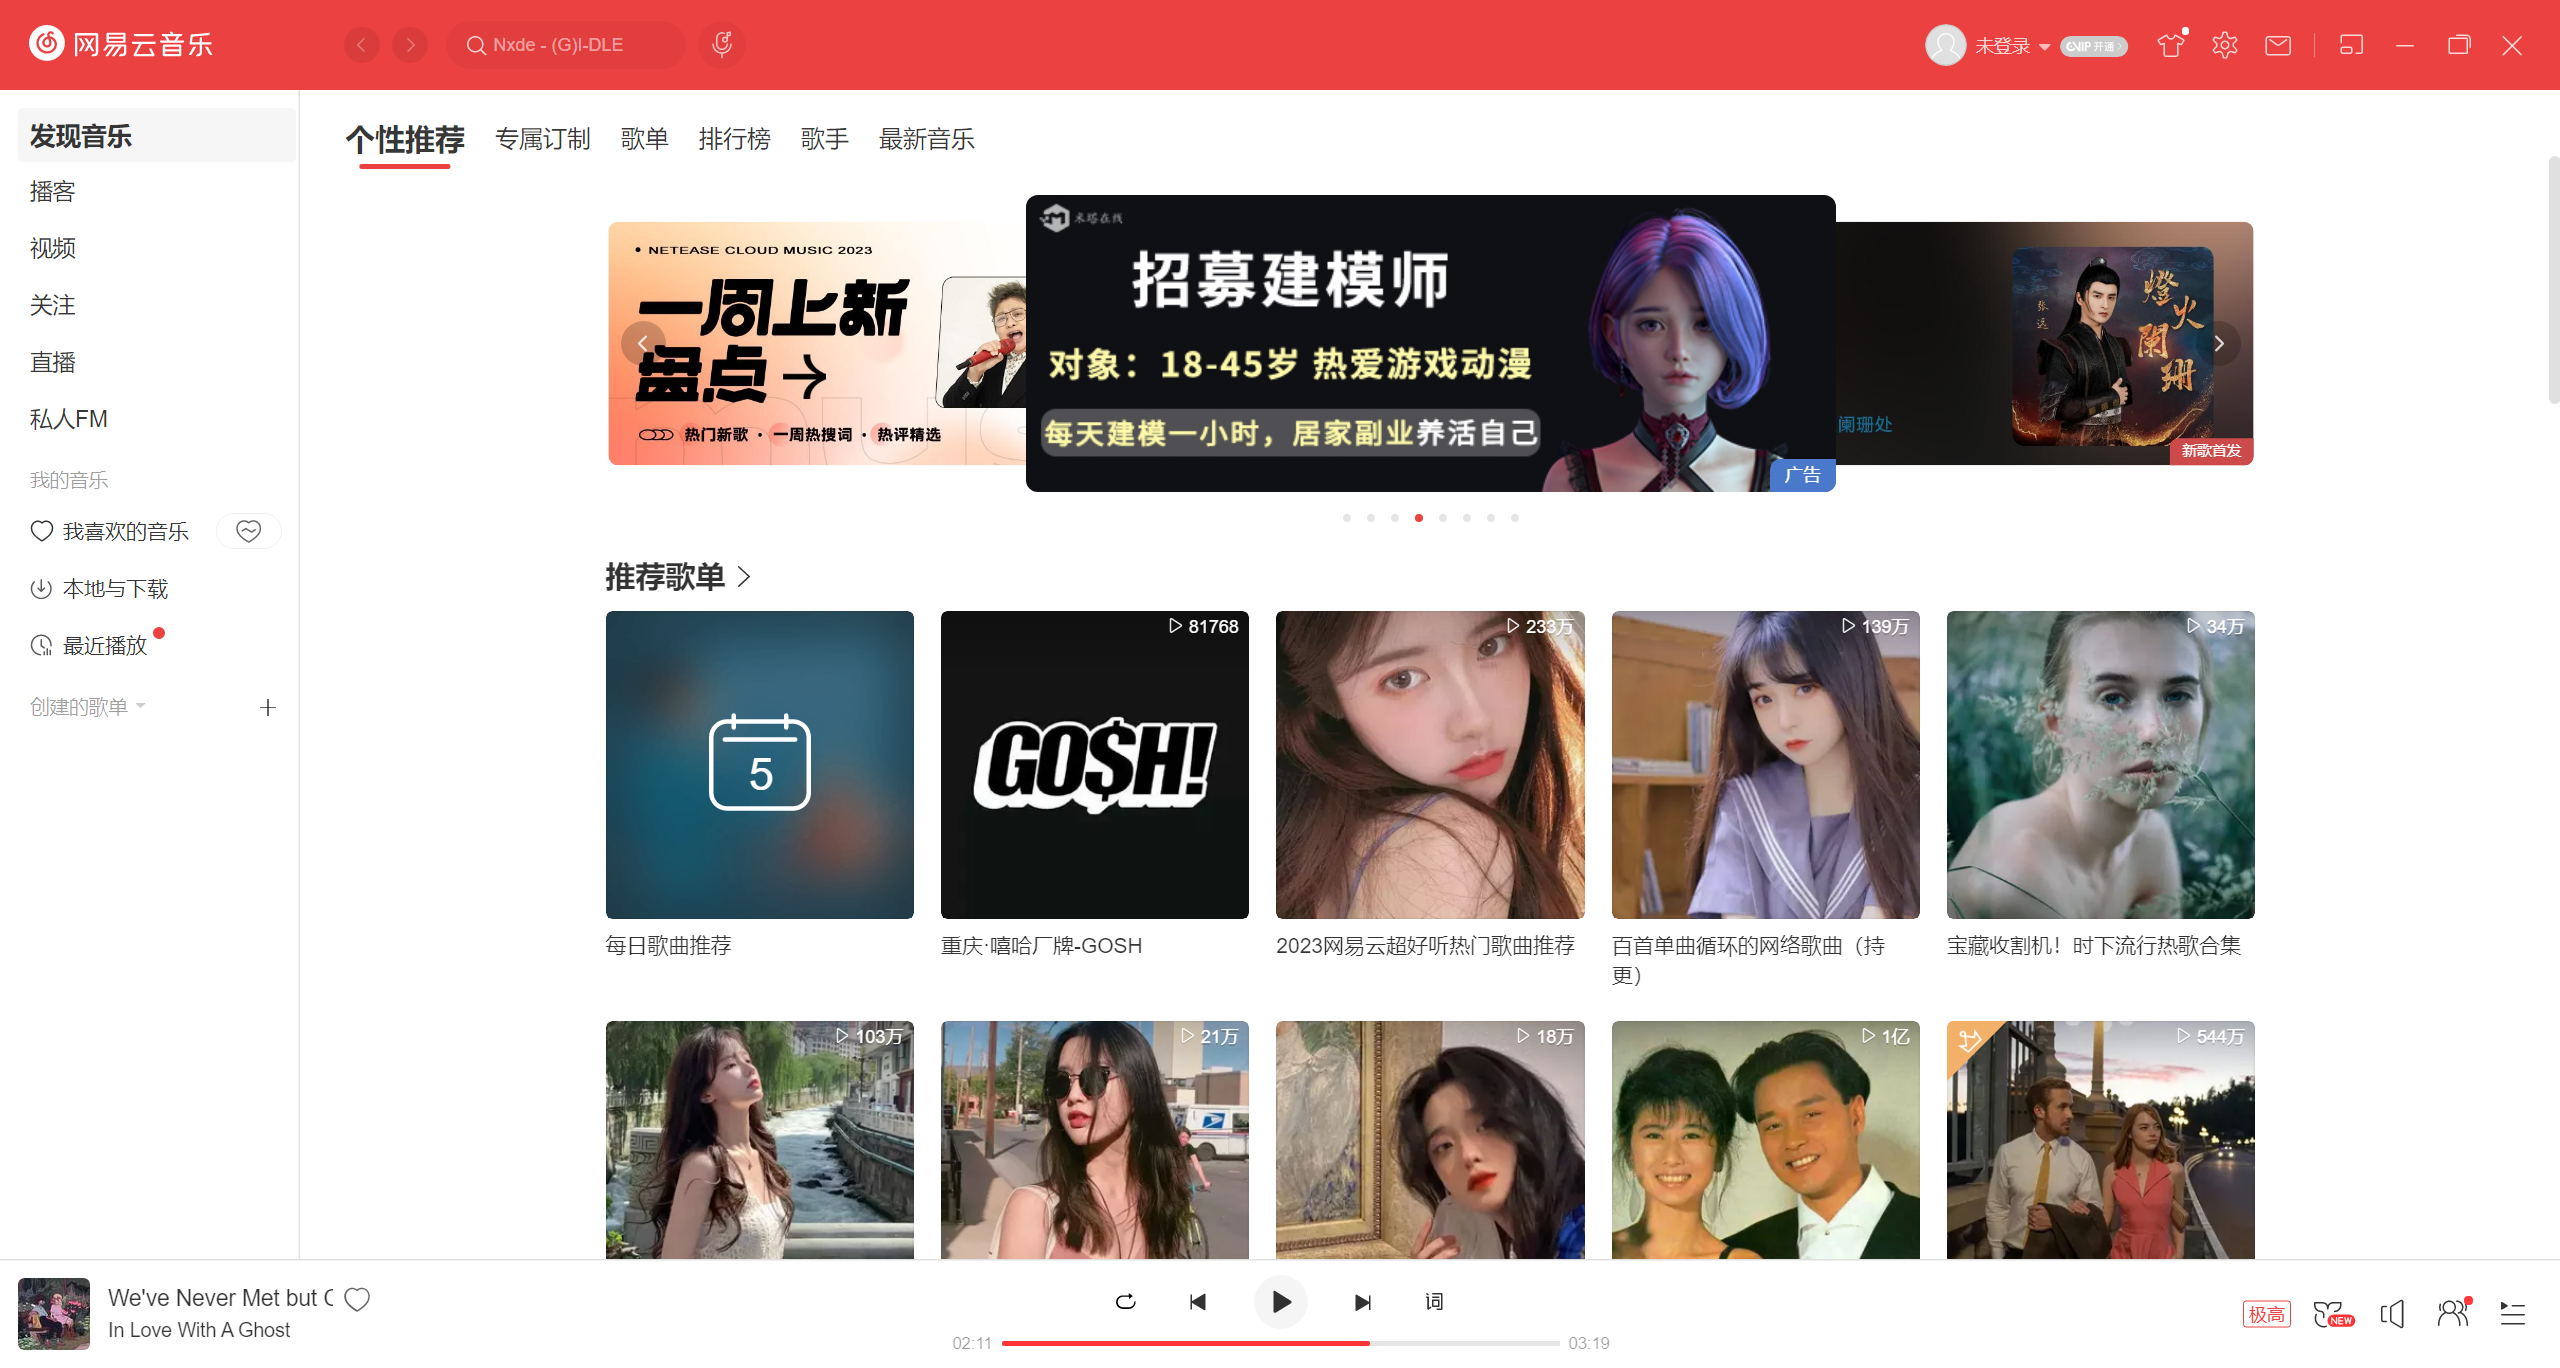 网易云音乐
Nxde - (G)I-DLE
未登录
VIP 开通
发现音乐
播客
视频
关注
直播
私人FM
我的音乐
我喜欢的音乐
本地与下载
最近播放
创建的歌单
个性推荐
专属订制
歌单
排行榜
歌手
最新音乐
NETEASE CLOUD MUSIC 2023
一周上新
盘点
热门新歌 · 一周热搜词 · 热评精选
米塔在线
招募建模师
对象：18-45岁 热爱游戏动漫
每天建模一小时，居家副业养活自己
广告
阑珊处
张远
燈火闌珊
新歌首发
推荐歌单
5
每日歌曲推荐
81768
GO$H!
重庆·嘻哈厂牌-GOSH
233万
2023网易云超好听热门歌曲推荐
139万
百首单曲循环的网络歌曲（持
更）
34万
宝藏收割机！时下流行热歌合集
103万
21万
18万
1亿
544万
We've Never Met but C
In Love With A Ghost
词
02:11
03:19
极高
NEW